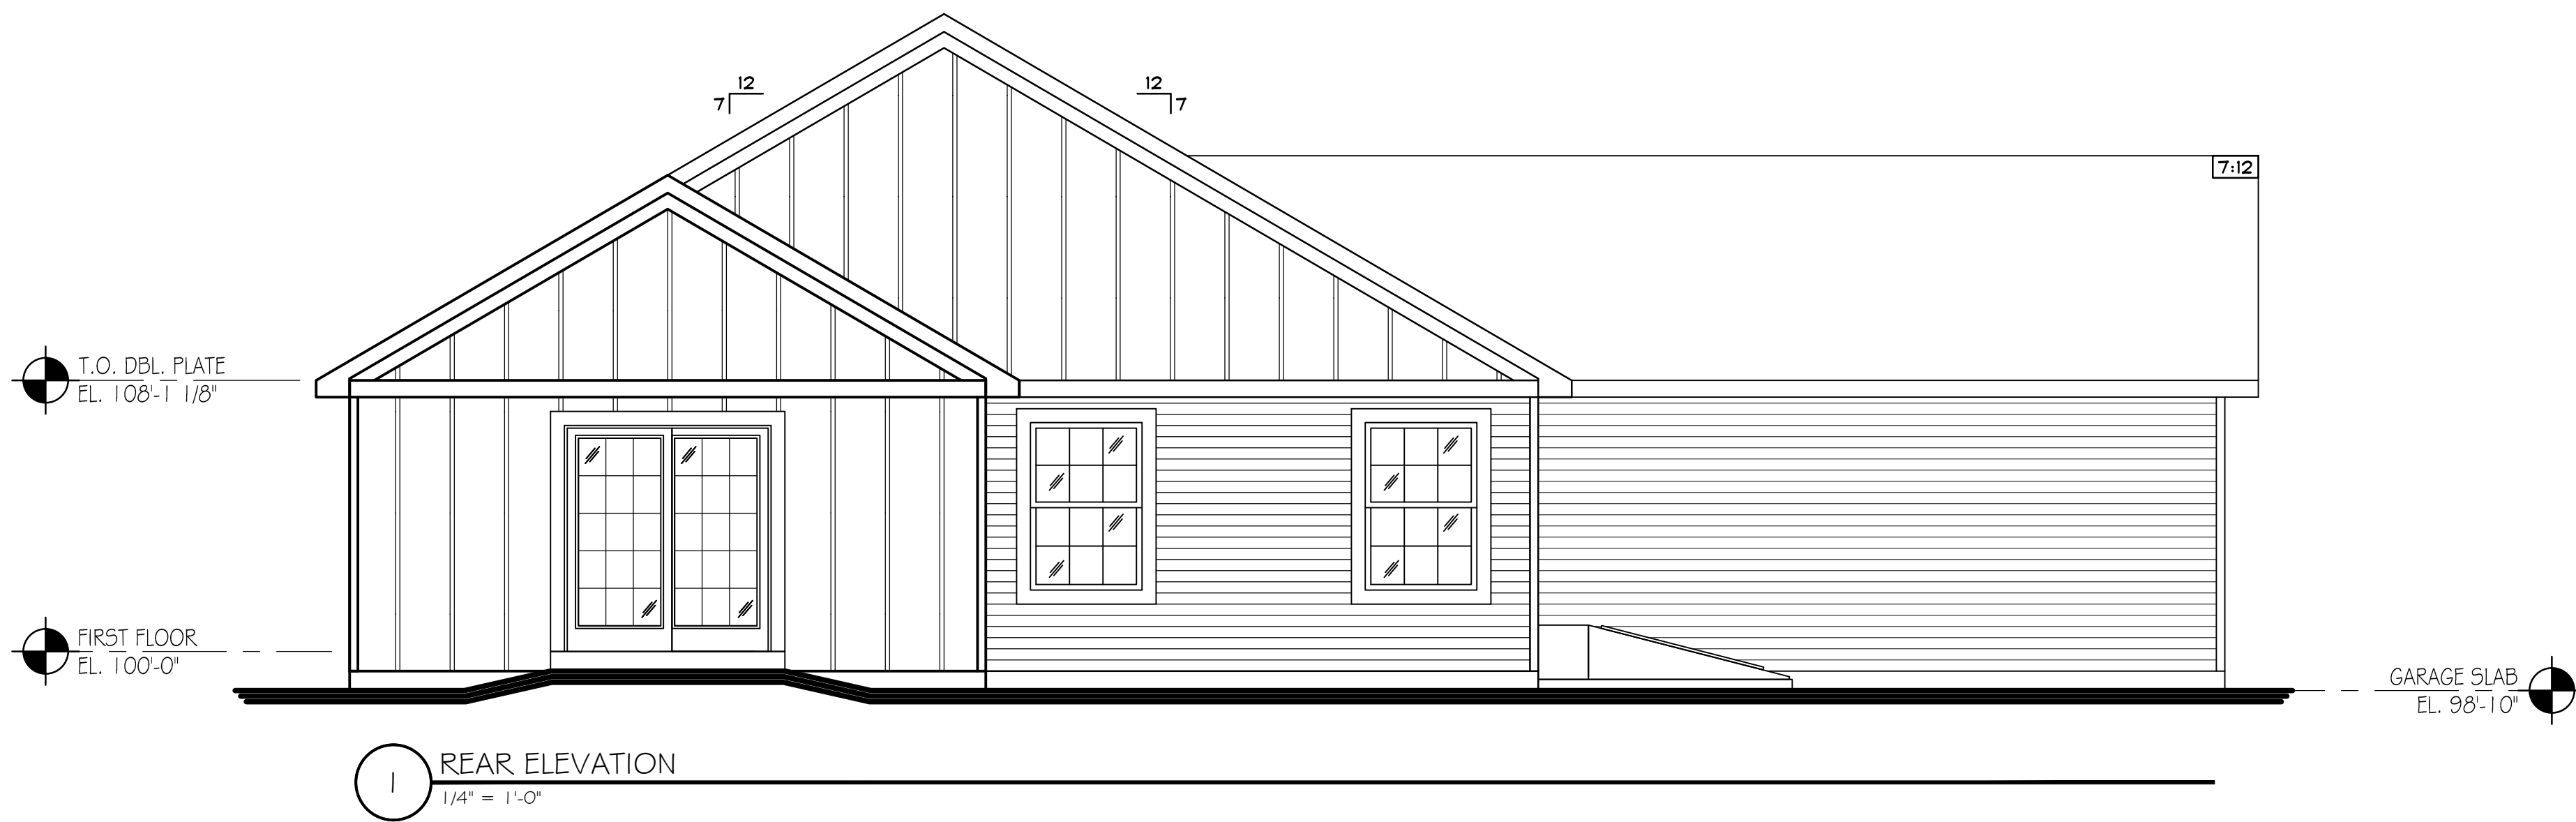 12
7
12
7
7:12
T.O. DBL. PLATE
EL. 108'-1 1/8"
FIRST FLOOR
EL. 100'-0"
GARAGE SLAB
EL. 98'-10"
1
REAR ELEVATION
1/4" = 1'-0"